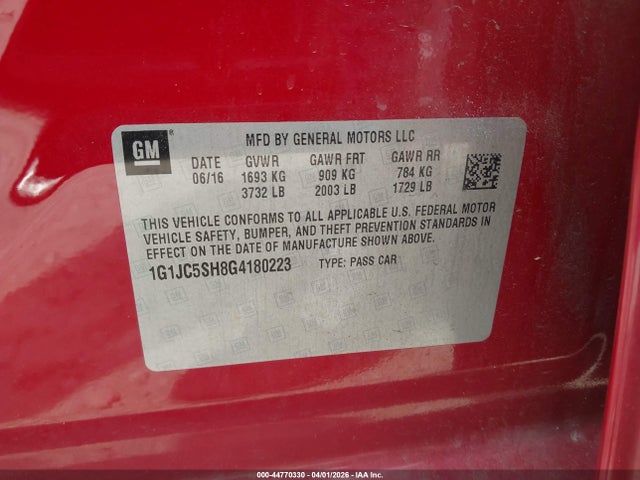 GM ®
MFD BY GENERAL MOTORS LLC
DATE GVWR GAWR FRT GAWR RR
06/16 1693 KG 909 KG 784 KG
3732 LB 2003 LB 1729 LB
THIS VEHICLE CONFORMS TO ALL APPLICABLE U.S. FEDERAL MOTOR
VEHICLE SAFETY, BUMPER, AND THEFT PREVENTION STANDARDS IN
EFFECT ON THE DATE OF MANUFACTURE SHOWN ABOVE.
1G1JC5SH8G4180223 TYPE: PASS CAR
000-44770330 - 04/01/2026 - IAAI.COM